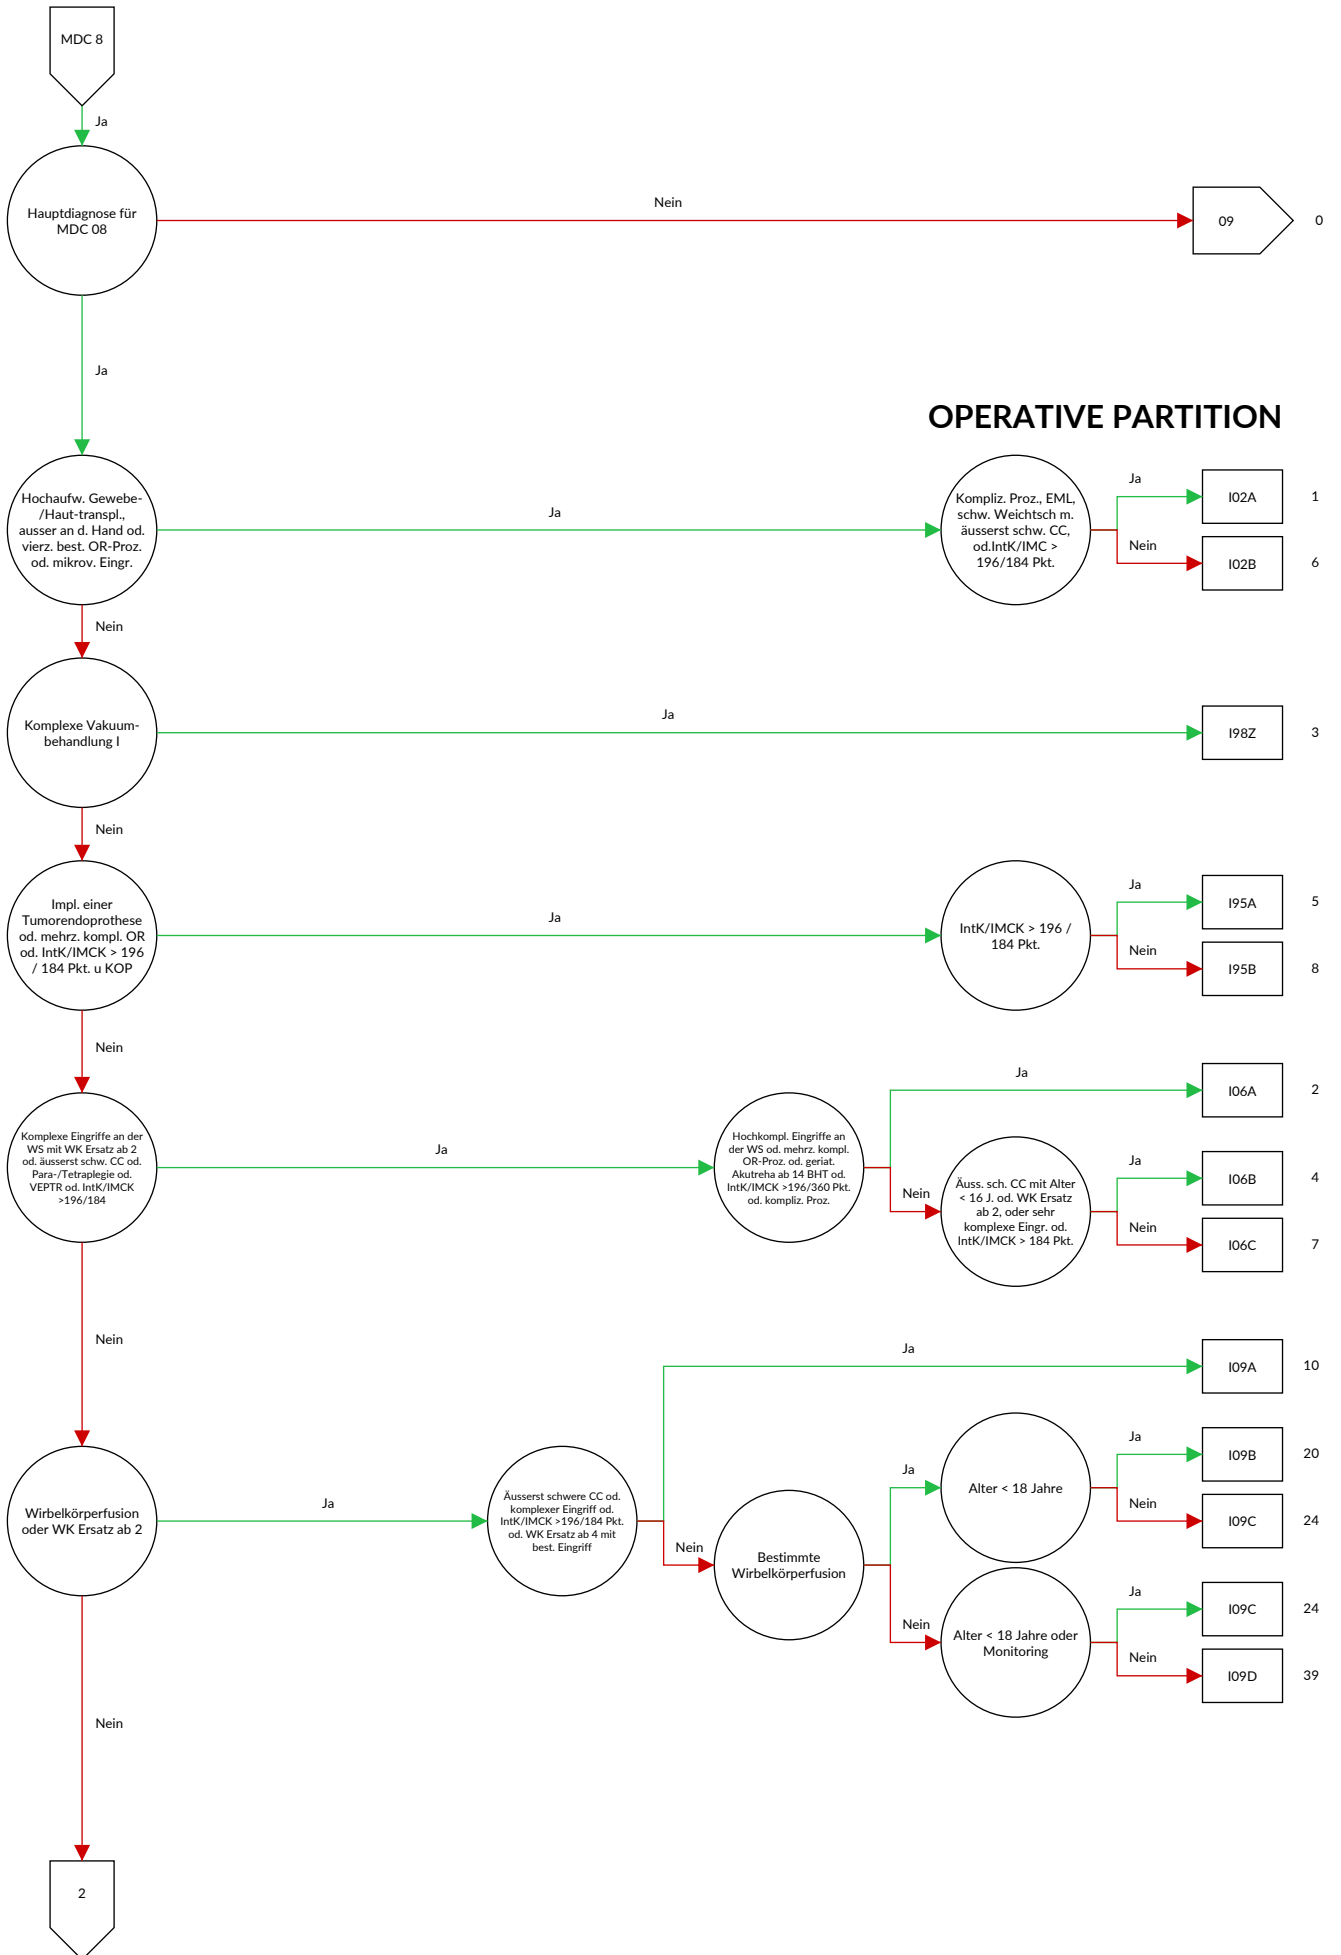 MDC 8
Ja
Hauptdiagnose für
MDC 08
Nein
09
0
Ja
OPERATIVE PARTITION
Hochaufw. Gewebe-
/Haut-transpl.,
ausser an d. Hand od.
vierz. best. OR-Proz.
od. mikrov. Eingr.
Ja
Kompliz. Proz., EML,
schw. Weichtsch m.
äusserst schw. CC,
od.IntK/IMC >
196/184 Pkt.
Ja
I02A
1
Nein
I02B
6
Nein
Komplexe Vakuum-
behandlung I
Ja
I98Z
3
Nein
Impl. einer
Tumorendoprothese
od. mehrz. kompl. OR
od. IntK/IMCK > 196
/ 184 Pkt. u KOP
Ja
IntK/IMCK > 196 /
184 Pkt.
Ja
I95A
5
Nein
I95B
8
Nein
Komplexe Eingriffe an der
WS mit WK Ersatz ab 2
od. äusserst schw. CC od.
Para-/Tetraplegie od.
VEPTR od. IntK/IMCK
>196/184
Ja
Hochkompl. Eingriffe an
der WS od. mehrz. kompl.
OR-Proz. od. geriat.
Akutreha ab 14 BHT od.
IntK/IMCK >196/360 Pkt.
od. kompliz. Proz.
Ja
I06A
2
Nein
Äuss. sch. CC mit Alter
< 16 J. od. WK Ersatz
ab 2, oder sehr
komplexe Eingr. od.
IntK/IMCK > 184 Pkt.
Ja
I06B
4
Nein
I06C
7
Nein
Wirbelkörperfusion
oder WK Ersatz ab 2
Ja
Äusserst schwere CC od.
komplexer Eingriff od.
IntK/IMCK >196/184 Pkt.
od. WK Ersatz ab 4 mit
best. Eingriff
Ja
I09A
10
Nein
Bestimmte
Wirbelkörperfusion
Ja
Alter < 18 Jahre
Ja
I09B
20
Nein
I09C
24
Nein
Alter < 18 Jahre oder
Monitoring
Ja
I09C
24
Nein
I09D
39
Nein
2